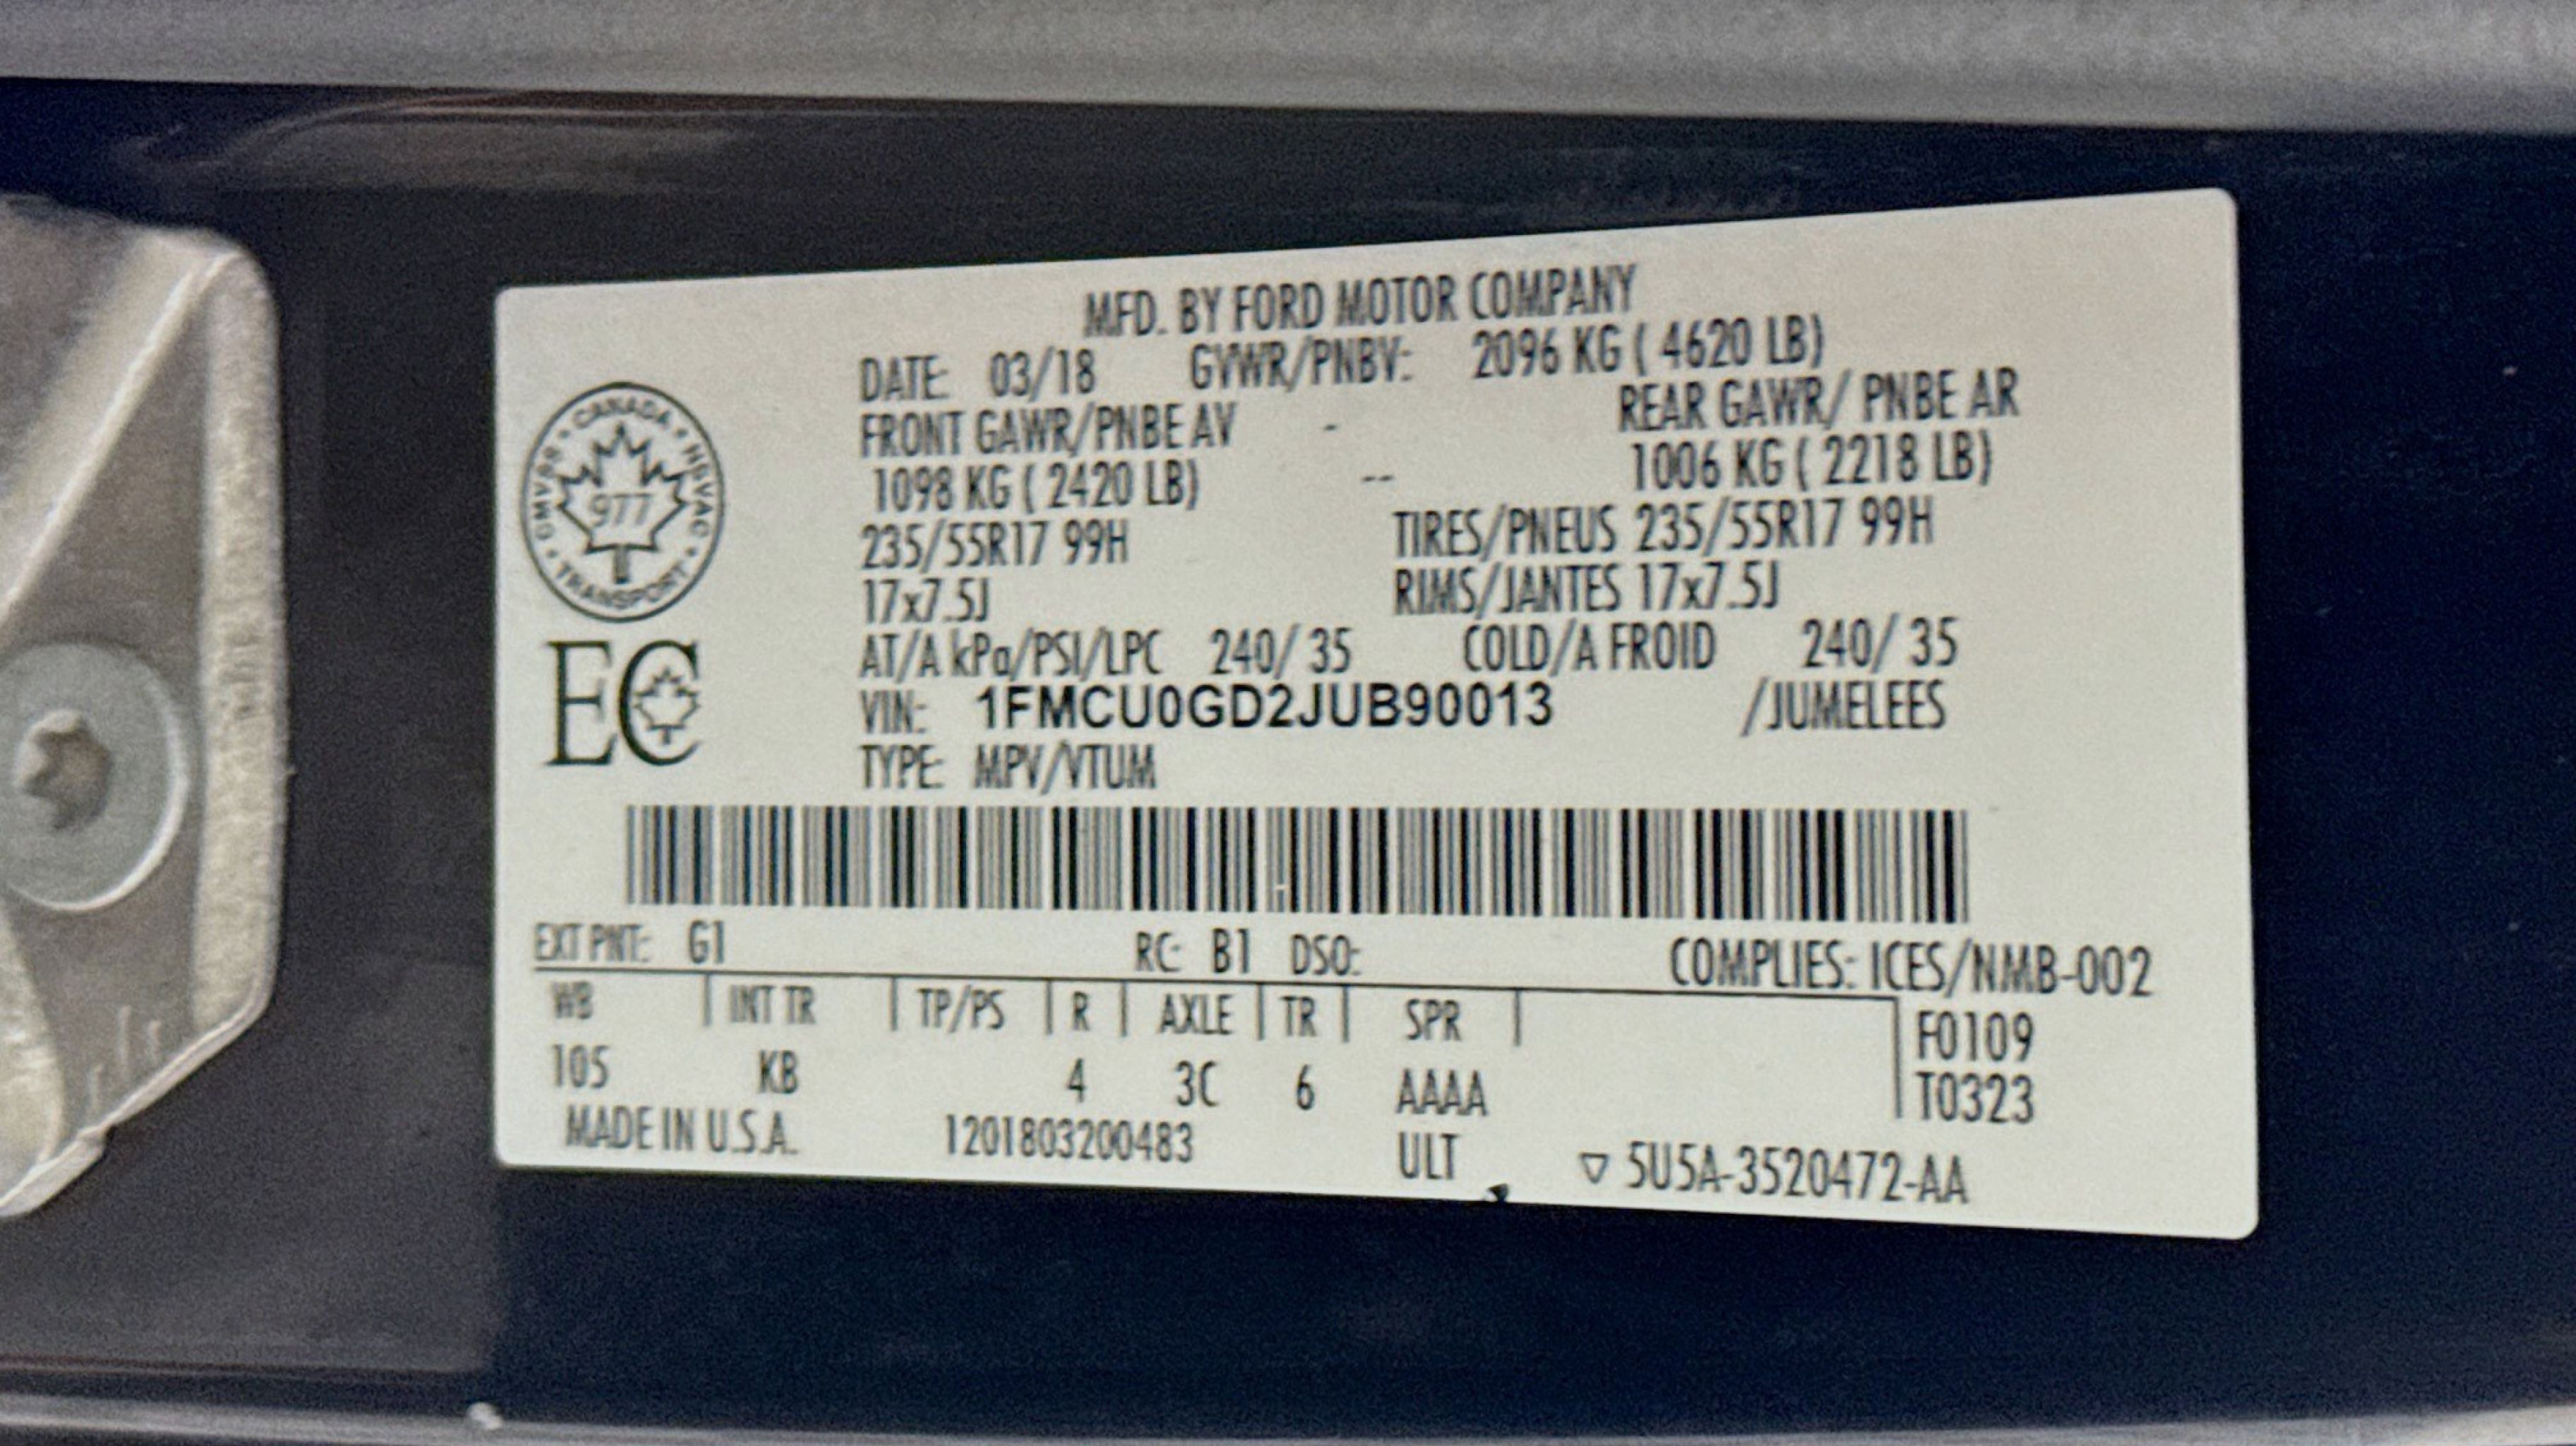 MFD. BY FORD MOTOR COMPANY
DATE: 03/18 GVWR/PNBV: 2096 KG ( 4620 LB)
FRONT GAWR/PNBE AV - REAR GAWR/ PNBE AR
1098 KG ( 2420 LB) -- 1006 KG ( 2218 LB)
235/55R17 99H TIRES/PNEUS 235/55R17 99H
17x7.5J RIMS/JANTES 17x7.5J
AT/A kPa/PSI/LPC 240/ 35 COLD/A FROID 240/ 35
VIN: 1FMCU0GD2JUB90013 /JUMELEES
TYPE: MPV/VTUM
CANADA • NSVAC • TRANSPORT • CMVSS •
977
EC
EXT PNT: G1 RC: B1 DSO: COMPLIES: ICES/NMB-002
WB INT TR TP/PS R AXLE TR SPR F0109
105 KB 4 3C 6 AAAA T0323
MADE IN U.S.A. 1201803200483 ULT ▽ 5U5A-3520472-AA